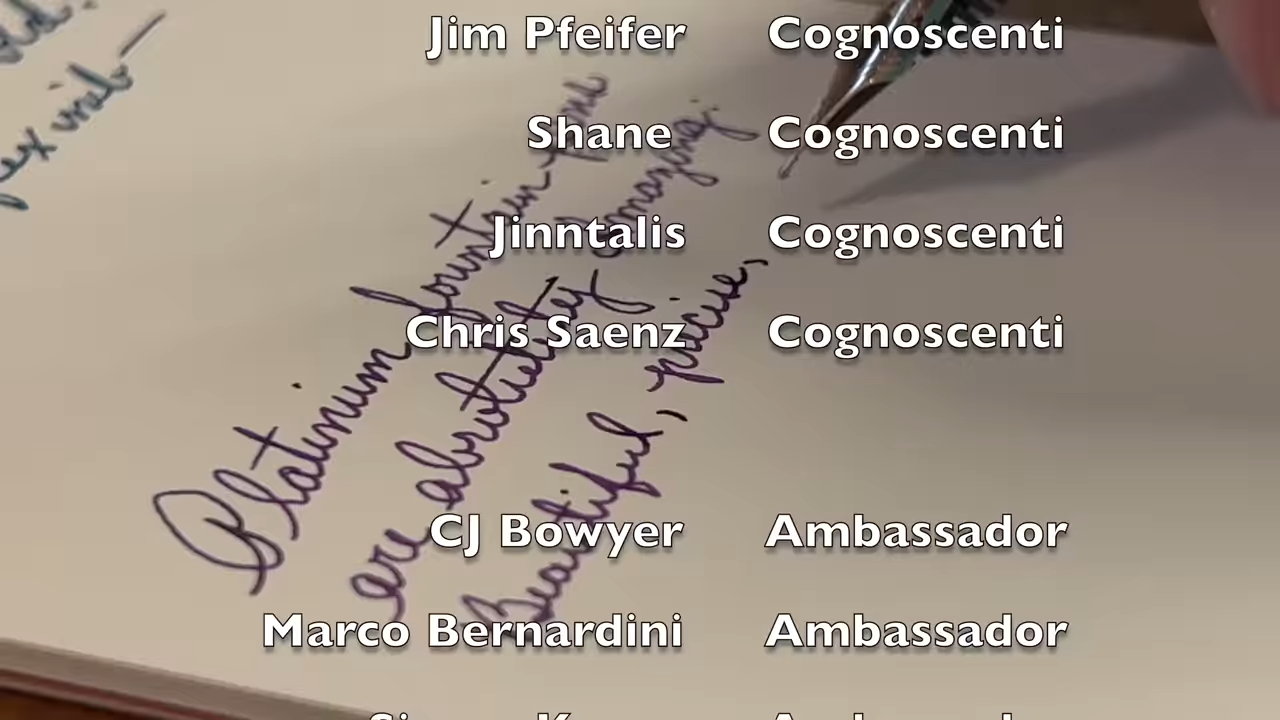 Jim Pfeifer Cognoscenti
Shane Cognoscenti
Jinntalis Cognoscenti
Chris Saenz Cognoscenti
CJ Bowyer Ambassador
Marco Bernardini Ambassador
Platinum fountain pens
are absolutely amazing.
Beautiful, precise,